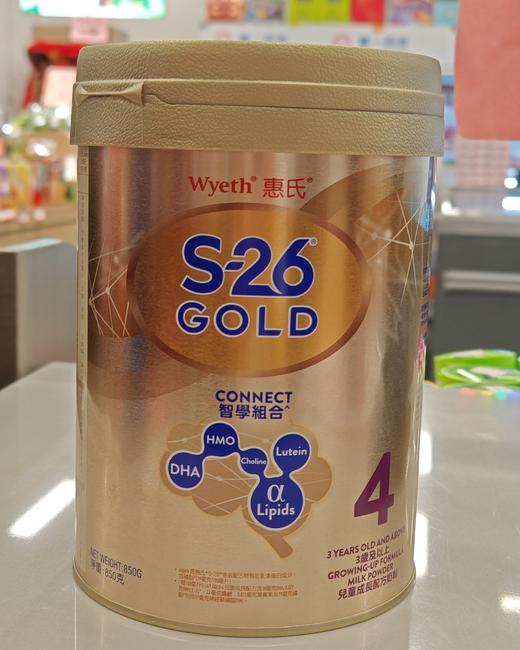 Wyeth® 惠氏®
S-26®
GOLD
CONNECT
智學組合^
HMO
Lutein
DHA
Choline
α
Lipids
4
3 YEARS OLD AND ABOVE
3歲及以上
GROWING-UP FORMULA
MILK POWDER
兒童成長配方奶粉
NET WEIGHT:850G
淨重:850克